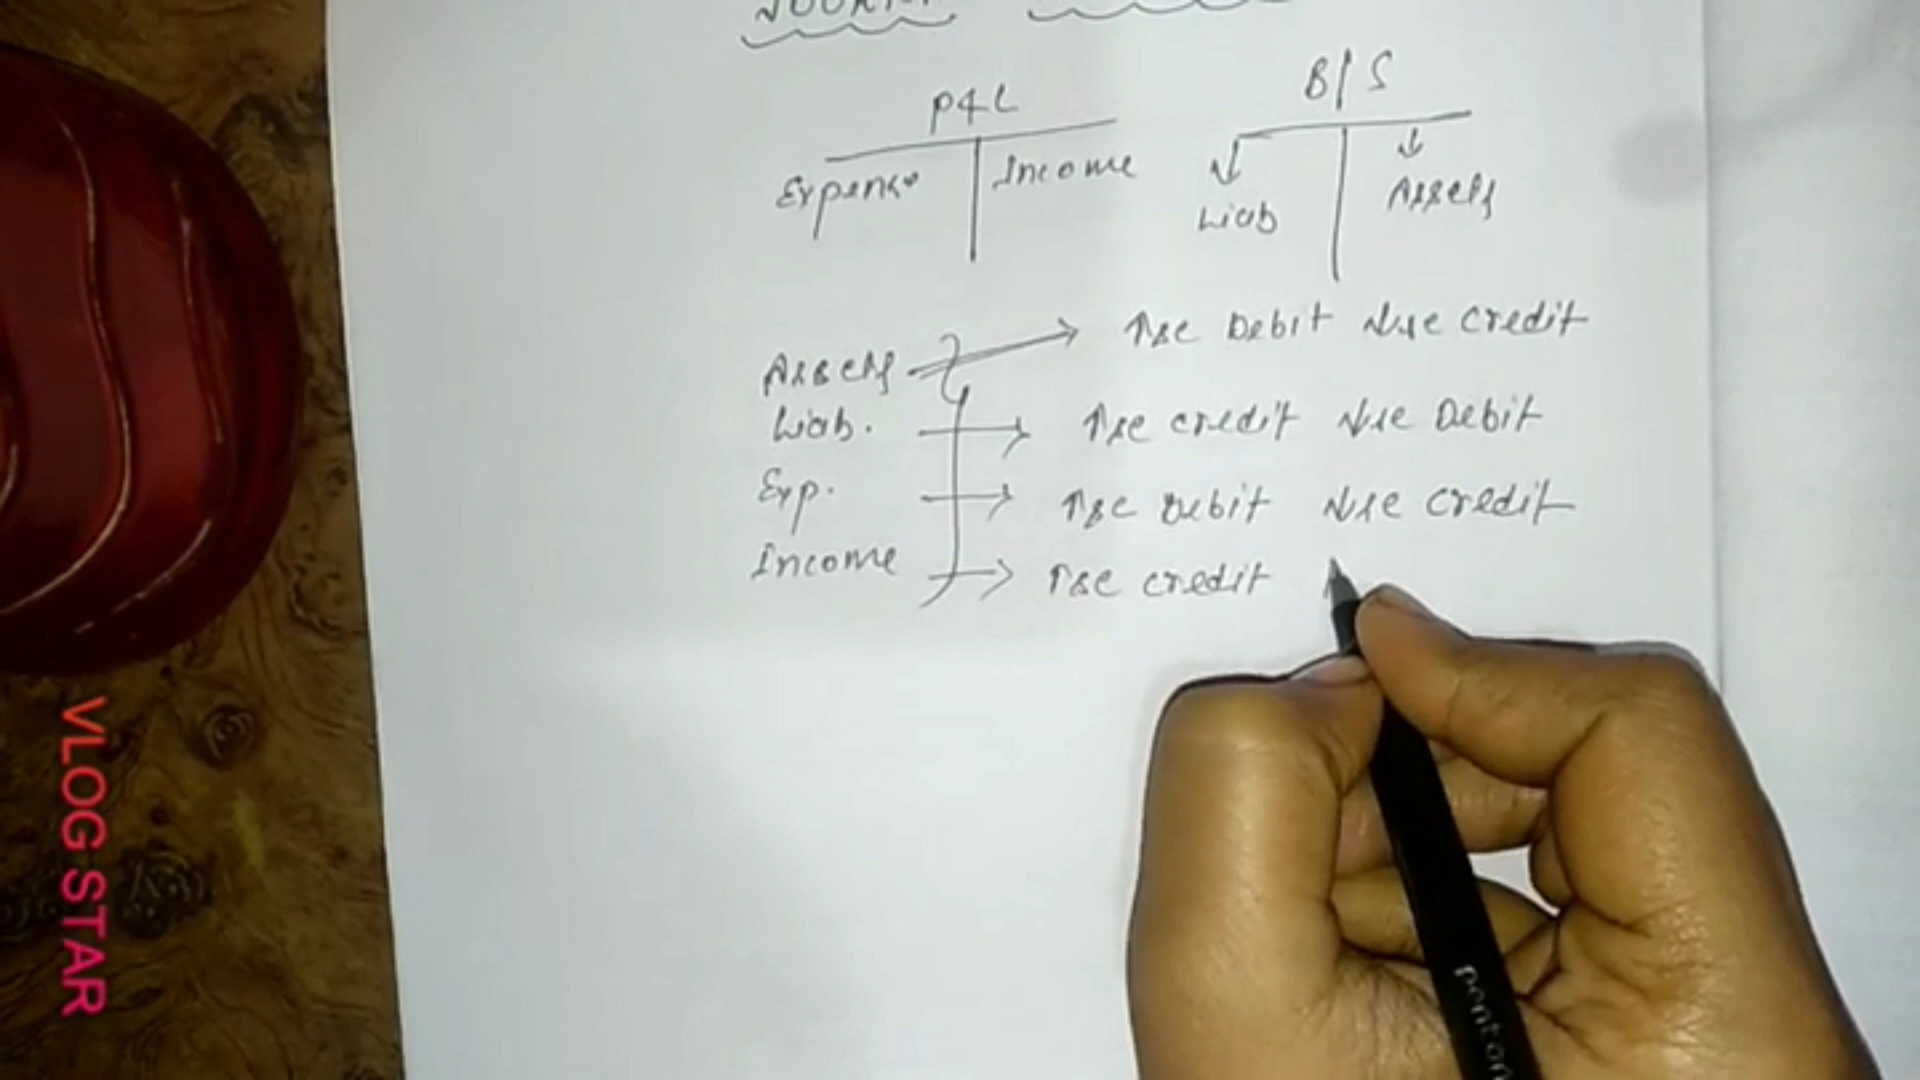 P&L B/S
Expense Income Liab Assets
Assets → ↑se Debit ↓se credit
Liab. → ↑se credit ↓se Debit
Exp. → ↑se Debit ↓se credit
Income → ↑se credit
VLOG STAR
penton